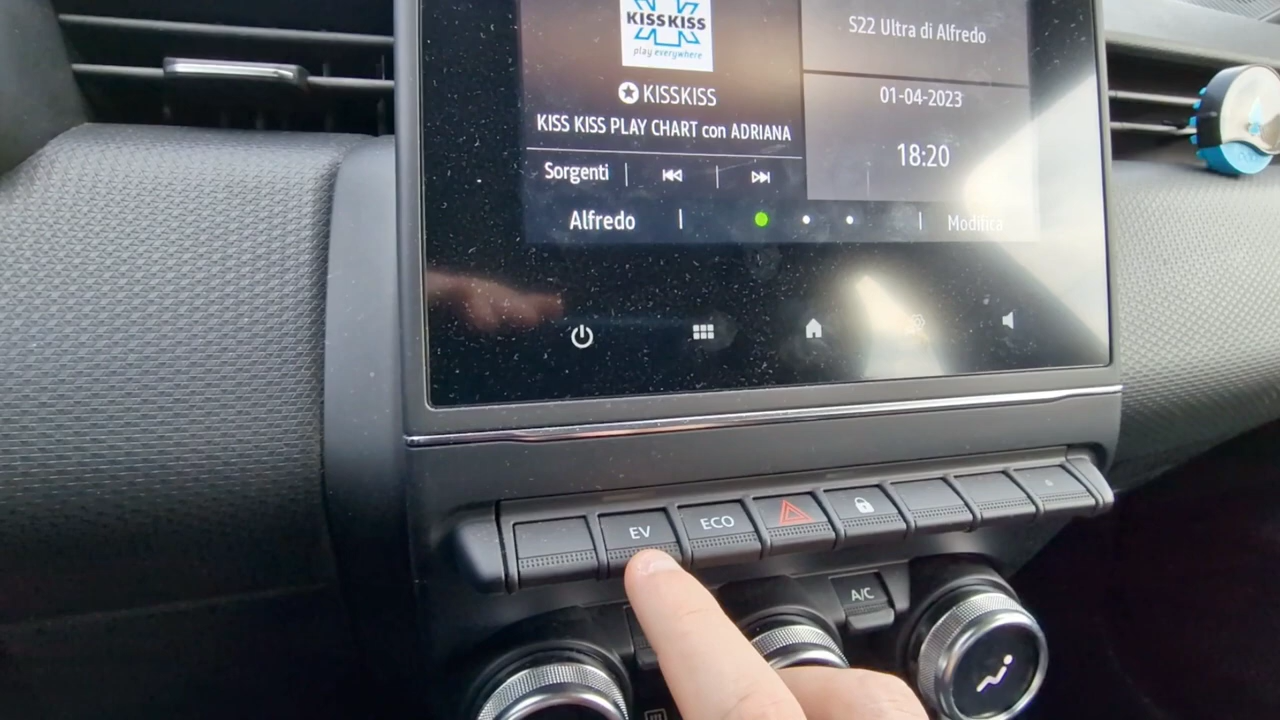 KISSKISS
play everywhere
KISSKISS
KISS KISS PLAY CHART con ADRIANA
Sorgenti
Alfredo
S22 Ultra di Alfredo
01-04-2023
18:20
Modifica
EV
ECO
A/C